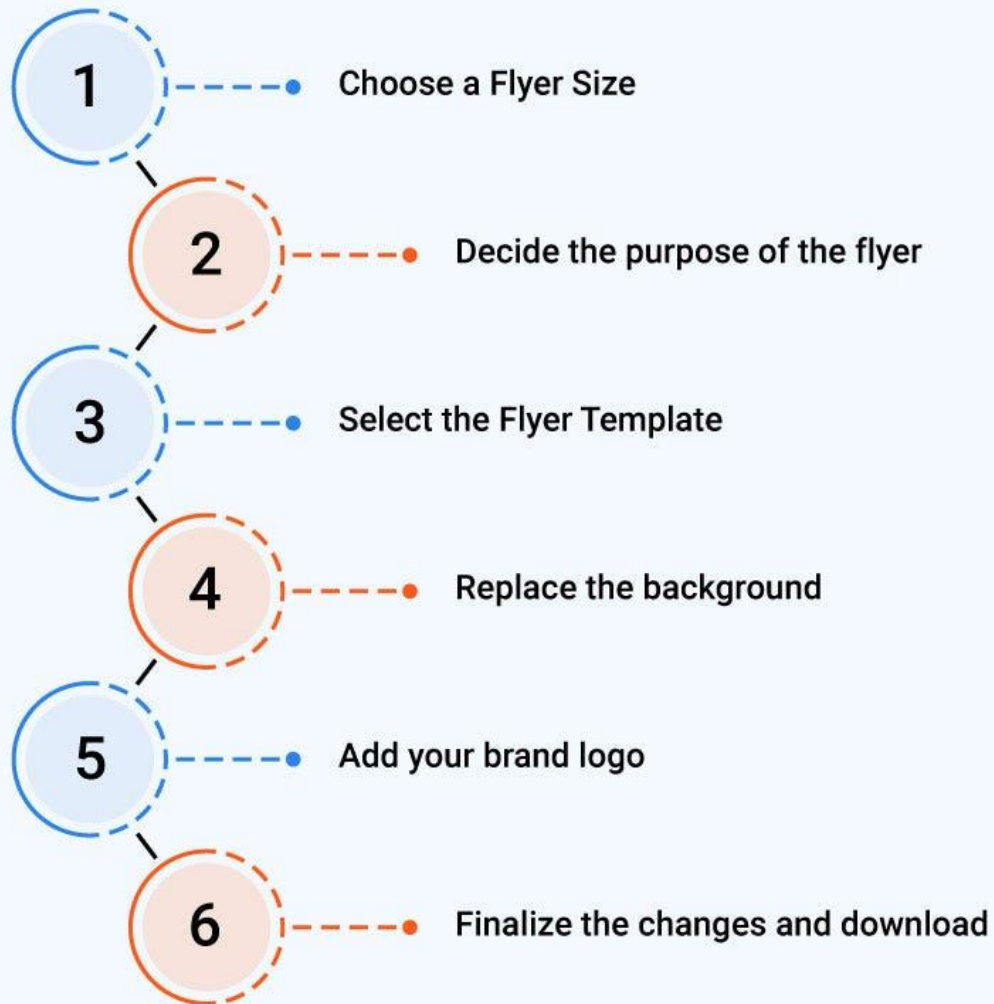 1 Choose a Flyer Size
2 Decide the purpose of the flyer
3 Select the Flyer Template
4 Replace the background
5 Add your brand logo
6 Finalize the changes and download